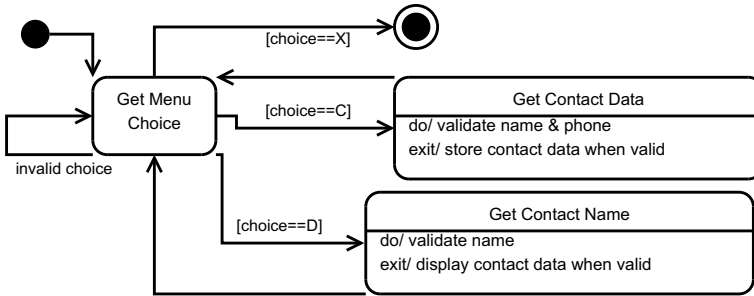 [choice==X]
Get Menu
Choice
[choice==C]
Get Contact Data
do/ validate name & phone
exit/ store contact data when valid
invalid choice
[choice==D]
Get Contact Name
do/ validate name
exit/ display contact data when valid